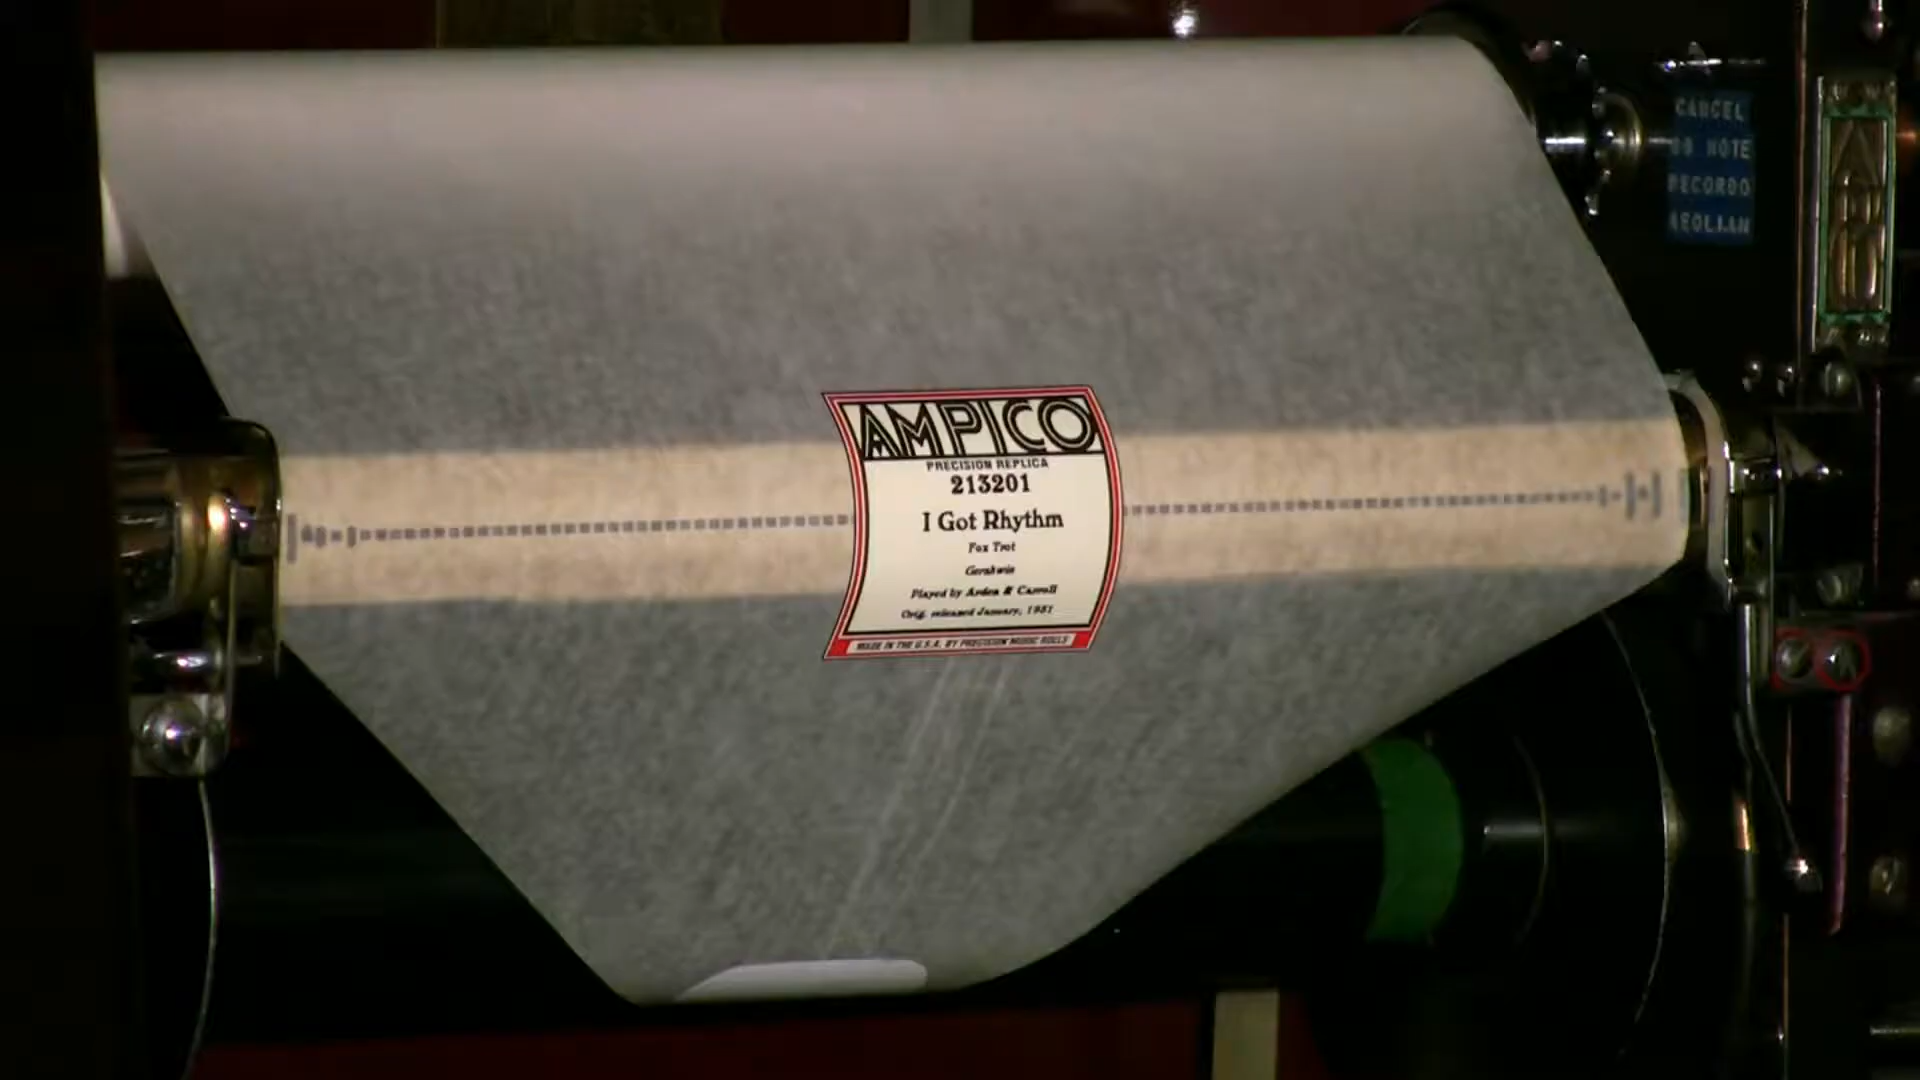 CANCEL
88 NOTE
RECORDO
AEOLIAN
AMPICO
PRECISION REPLICA
213201
I Got Rhythm
Fox Trot
Gershwin
Played by Arden & Carroll
Orig. released January, 1931
MADE IN THE U.S.A. BY PRECISION MUSIC ROLLS